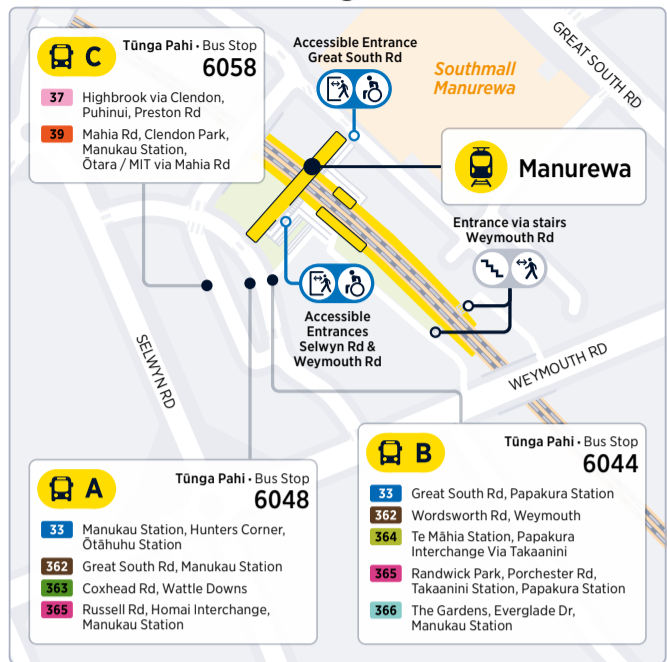 C
Tūnga Pahi • Bus Stop
6058
37 Highbrook via Clendon,
Puhinui, Preston Rd
39 Mahia Rd, Clendon Park,
Manukau Station,
Ōtara / MIT via Mahia Rd
Accessible Entrance
Great South Rd
Southmall
Manurewa
GREAT SOUTH RD
Manurewa
Entrance via stairs
Weymouth Rd
Accessible
Entrances
Selwyn Rd &
Weymouth Rd
SELWYN RD
WEYMOUTH RD
A
Tūnga Pahi • Bus Stop
6048
33 Manukau Station, Hunters Corner,
Ōtāhuhu Station
362 Great South Rd, Manukau Station
363 Coxhead Rd, Wattle Downs
365 Russell Rd, Homai Interchange,
Manukau Station
B
Tūnga Pahi • Bus Stop
6044
33 Great South Rd, Papakura Station
362 Wordsworth Rd, Weymouth
364 Te Māhia Station, Papakura
Interchange Via Takaanini
365 Randwick Park, Porchester Rd,
Takaanini Station, Papakura Station
366 The Gardens, Everglade Dr,
Manukau Station